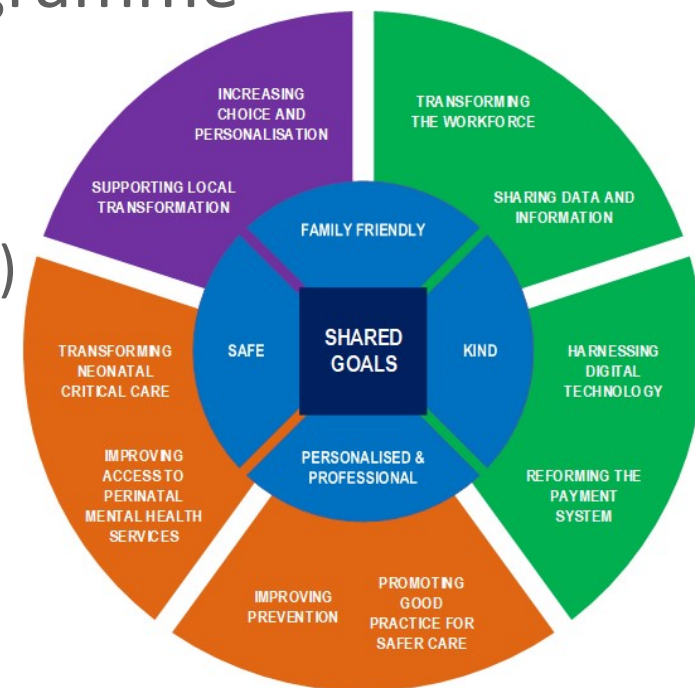 gramme
)
INCREASING
CHOICE AND
PERSONALISATION
SUPPORTING LOCAL
TRANSFORMATION
TRANSFORMING
THE WORKFORCE
SHARING DATA AND
INFORMATION
FAMILY FRIENDLY
SAFE
SHARED
GOALS
KIND
PERSONALISED &
PROFESSIONAL
TRANSFORMING
NEONATAL
CRITICAL CARE
HARNESSING
DIGITAL
TECHNOLOGY
IMPROVING
ACCESS TO
PERINATAL
MENTAL HEALTH
SERVICES
REFORMING THE
PAYMENT
SYSTEM
IMPROVING
PREVENTION
PROMOTING
GOOD
PRACTICE FOR
SAFER CARE